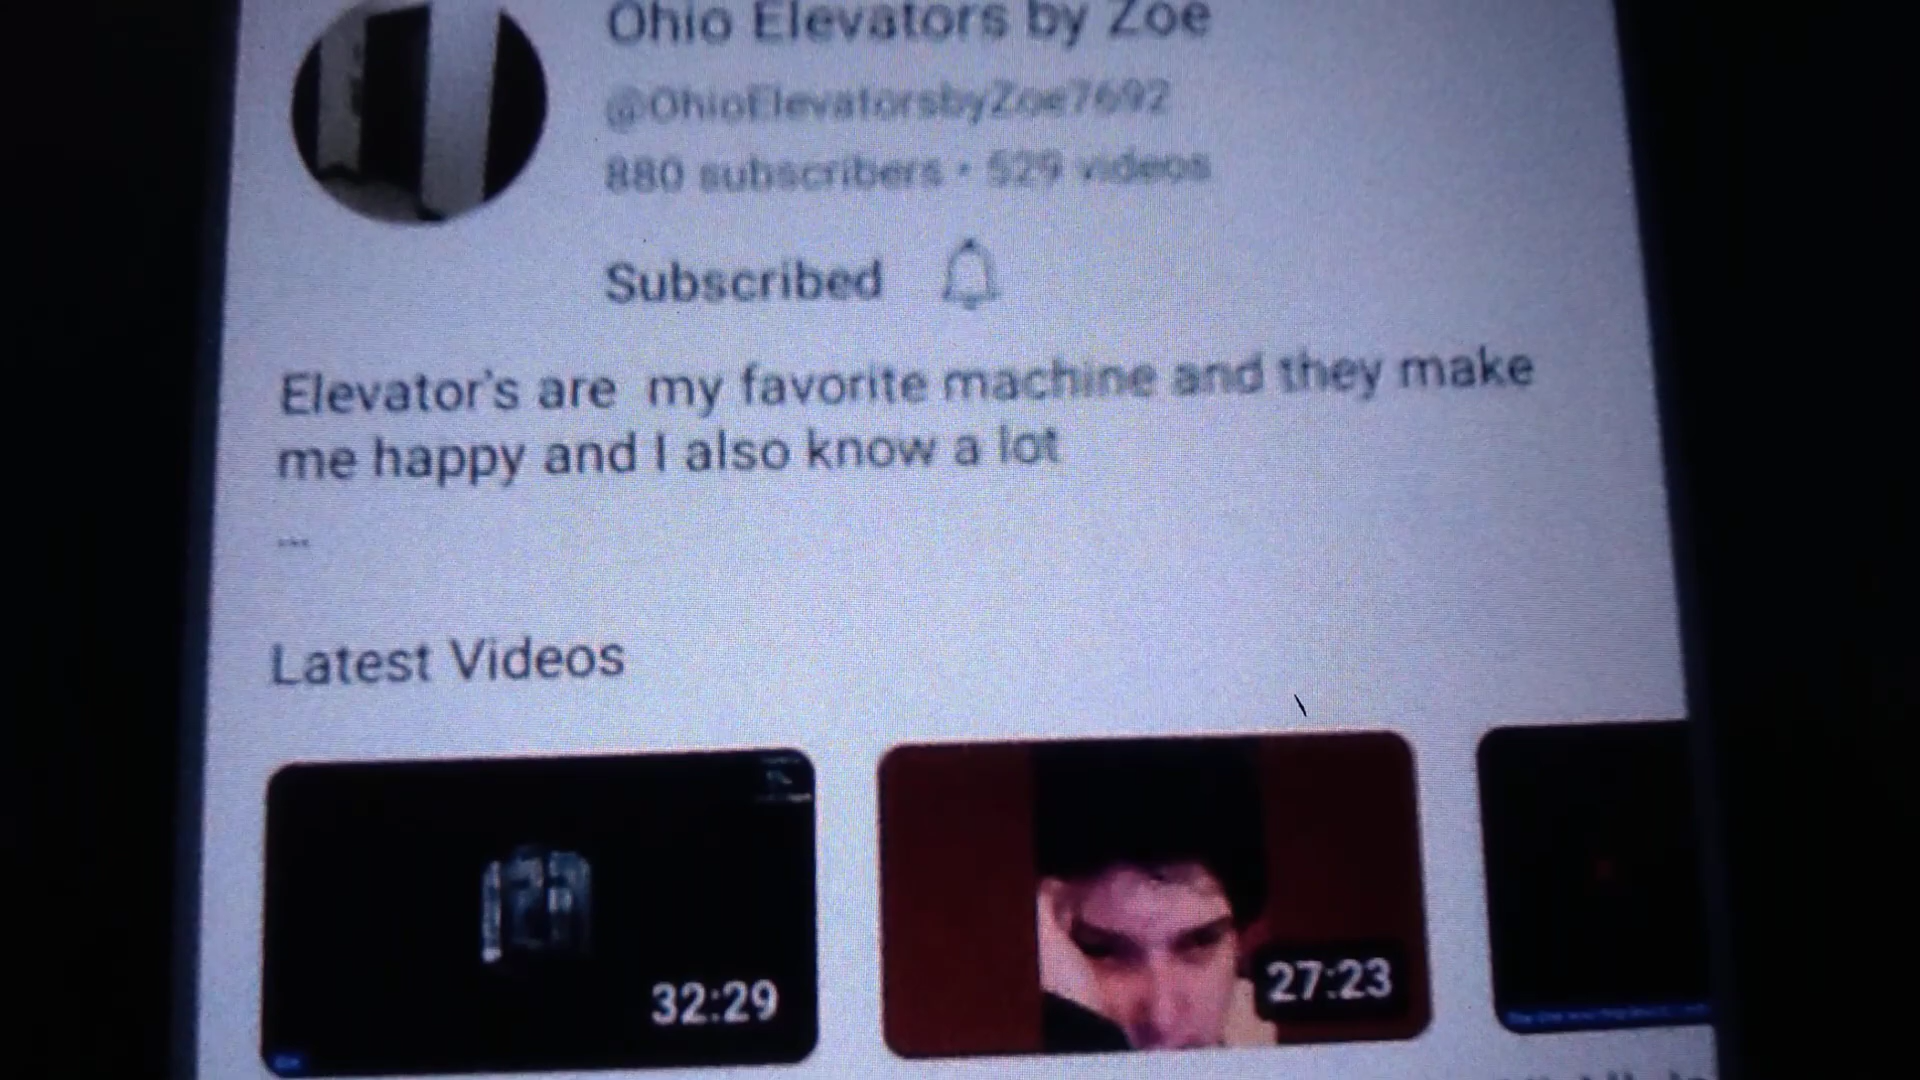 Ohio Elevators by Zoe
@OhioElevatorsbyZoe7692
880 subscribers • 529 videos
Subscribed
Elevator's are my favorite machine and they make
me happy and I also know a lot
...
Latest Videos
32:29
27:23